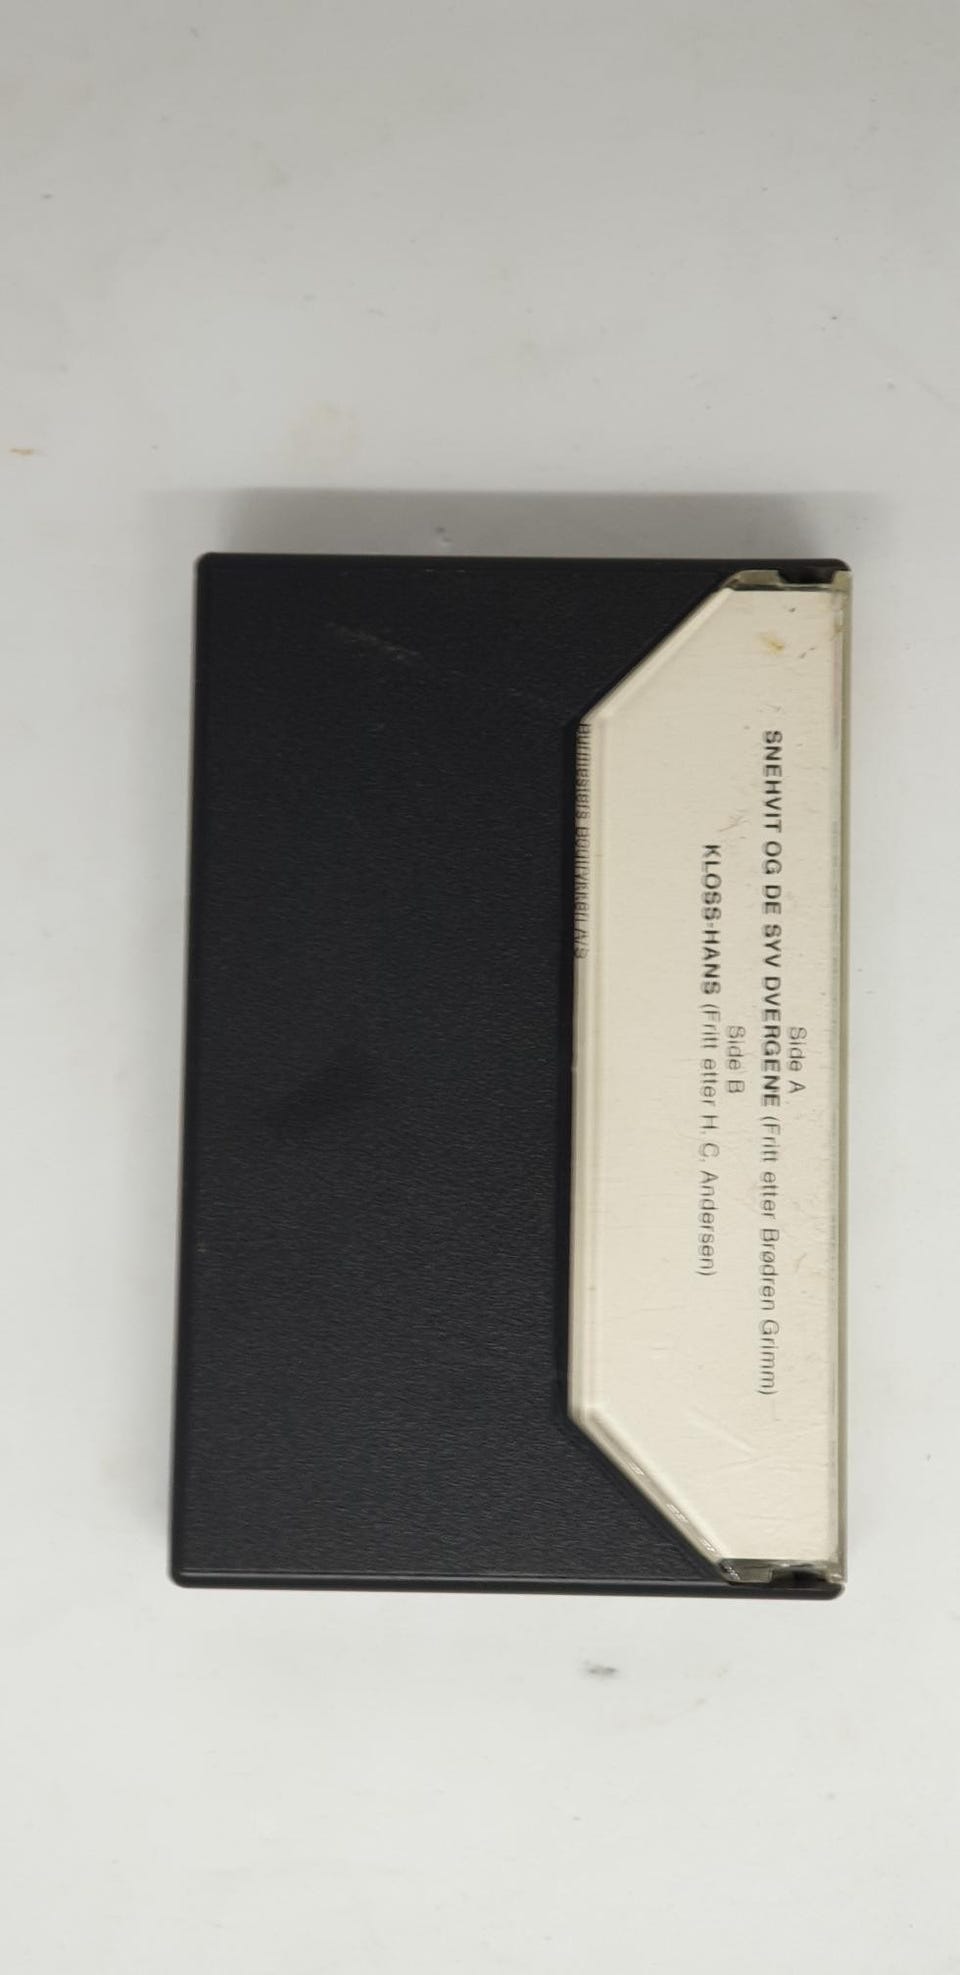 Side A
SNEHVIT OG DE SYV DVERGENE (Fritt etter Brødren Grimm)
Side B
KLOSS-HANS (Fritt etter H. C. Andersen)
A/S